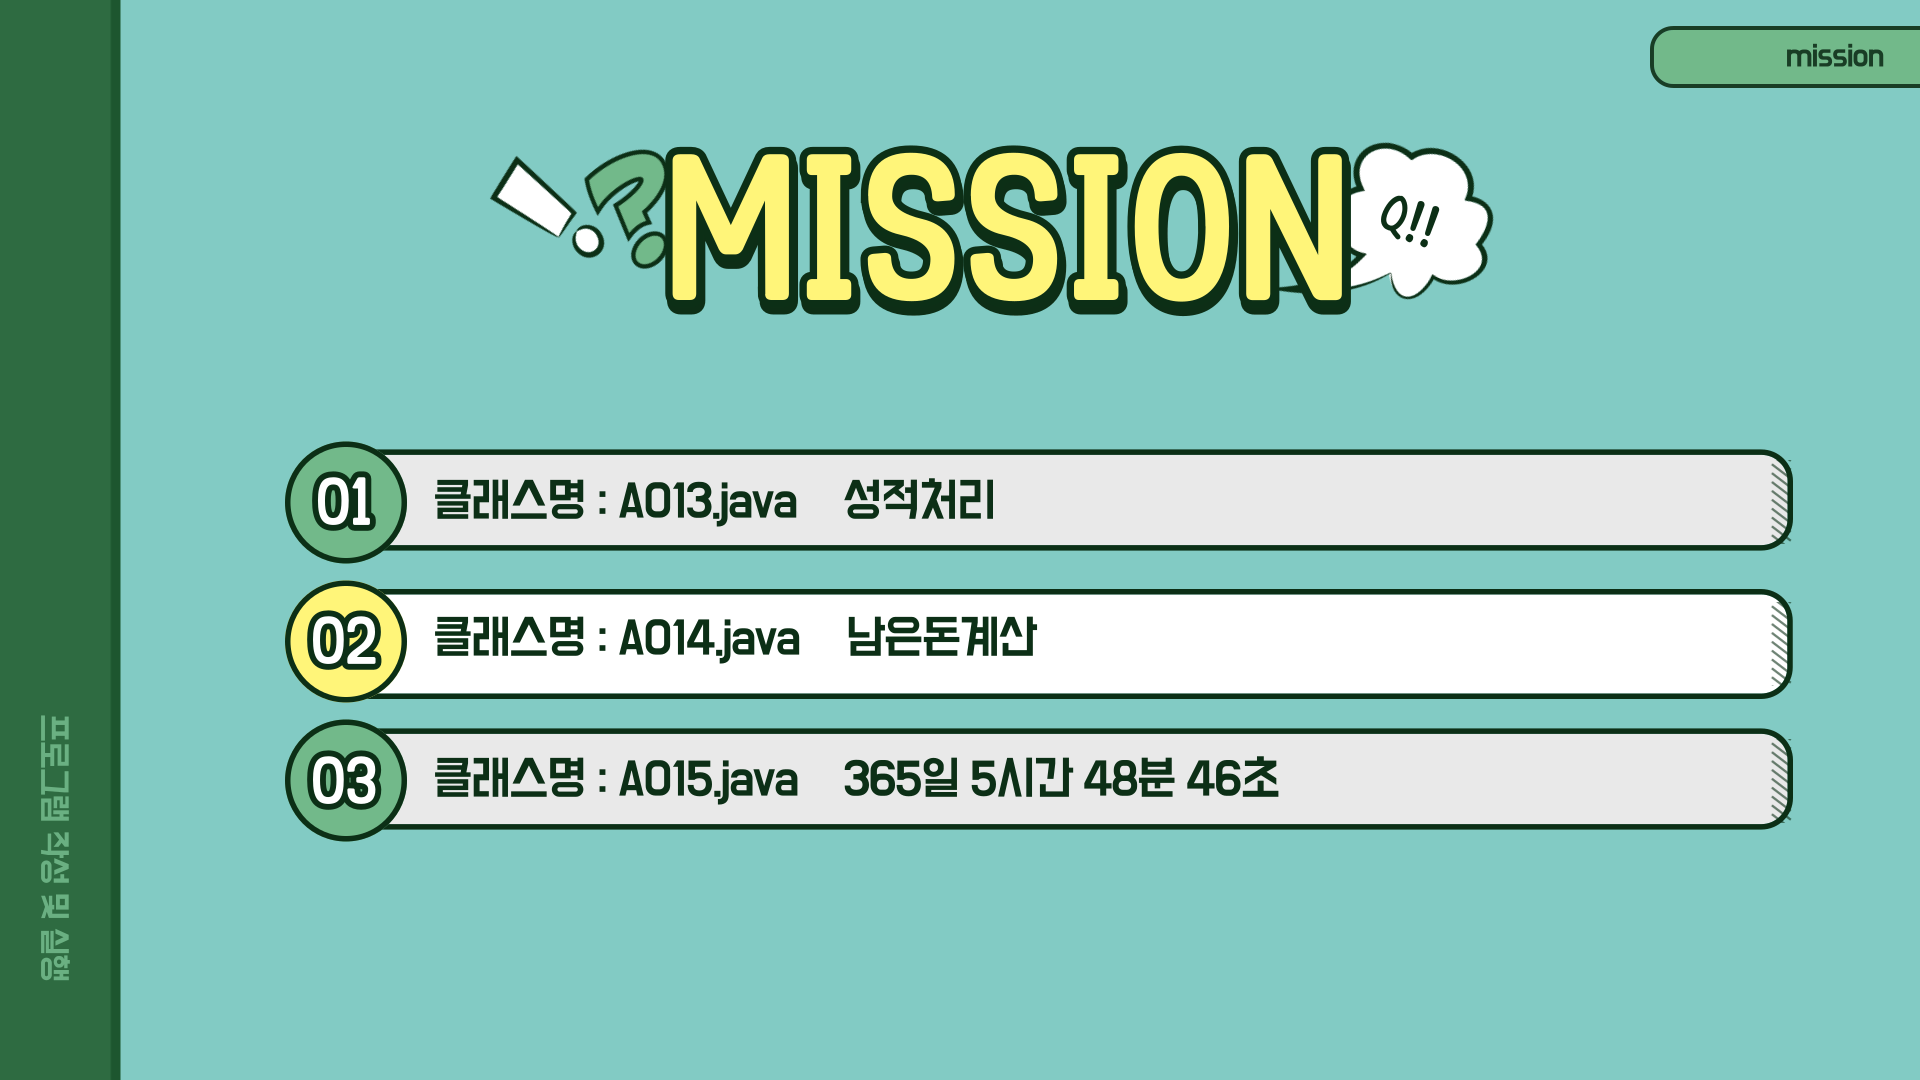 mission
MISSION
Q!!
01 클래스명 : A013.java 성적처리
02 클래스명 : A014.java 남은돈계산
03 클래스명 : A015.java 365일 5시간 48분 46초
프로그램 작성 및 실행